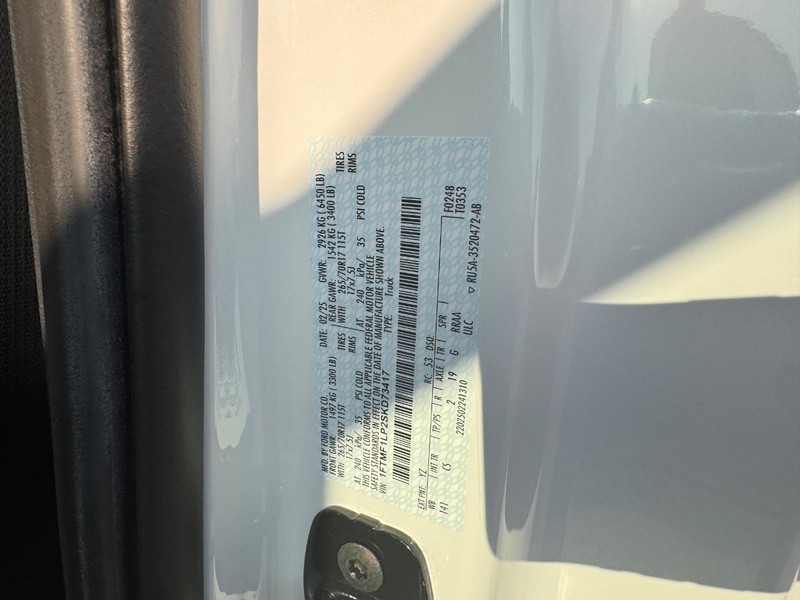 MFD. BY FORD MOTOR CO. DATE: 02/25 GVWR: 2926 KG ( 6450 LB)
FRONT GAWR: 1497 KG ( 3300 LB) REAR GAWR: 1542 KG ( 3400 LB)
WITH 265/70R17 115T TIRES WITH 265/70R17 115T TIRES
17x7.5J RIMS 17x7.5J RIMS
AT 240 kPa/ 35 PSI COLD AT 240 kPa/ 35 PSI COLD
THIS VEHICLE CONFORMS TO ALL APPLICABLE FEDERAL MOTOR VEHICLE
SAFETY STANDARDS IN EFFECT ON THE DATE OF MANUFACTURE SHOWN ABOVE.
VIN: 1FTMF1LP2SKD73417 TYPE: Truck
EXT PNT: YZ RC: 53 DSO: F0248
WB INT TR TP/PS R AXLE TR SPR T0353
141 CS 2 19 G RRAA
ULC ▽ RU5A-3520472-AB
2202502241310